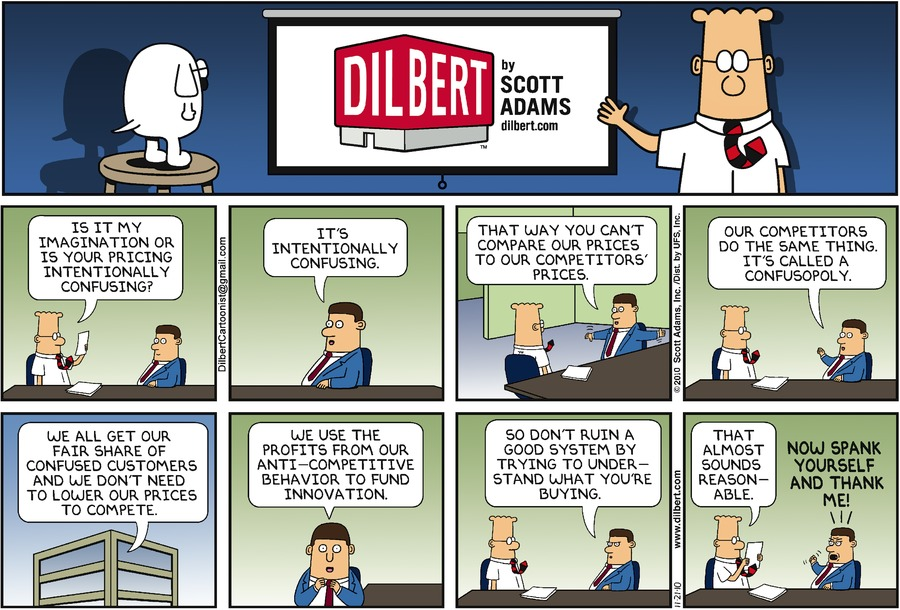 DILBERT
TM
by
SCOTT
ADAMS
dilbert.com
IS IT MY
IMAGINATION OR
IS YOUR PRICING
INTENTIONALLY
CONFUSING?
DilbertCartoonist@gmail.com
IT'S
INTENTIONALLY
CONFUSING.
THAT WAY YOU CAN'T
COMPARE OUR PRICES
TO OUR COMPETITORS'
PRICES.
© 2010 Scott Adams, Inc. /Dist. by UFS, Inc.
OUR COMPETITORS
DO THE SAME THING.
IT'S CALLED A
CONFUSOPOLY.
WE ALL GET OUR
FAIR SHARE OF
CONFUSED CUSTOMERS
AND WE DON'T NEED
TO LOWER OUR PRICES
TO COMPETE.
WE USE THE
PROFITS FROM OUR
ANTI-COMPETITIVE
BEHAVIOR TO FUND
INNOVATION.
SO DON'T RUIN A
GOOD SYSTEM BY
TRYING TO UNDER-
STAND WHAT YOU'RE
BUYING.
11-21-10
www.dilbert.com
THAT
ALMOST
SOUNDS
REASON-
ABLE.
NOW SPANK
YOURSELF
AND THANK
ME!